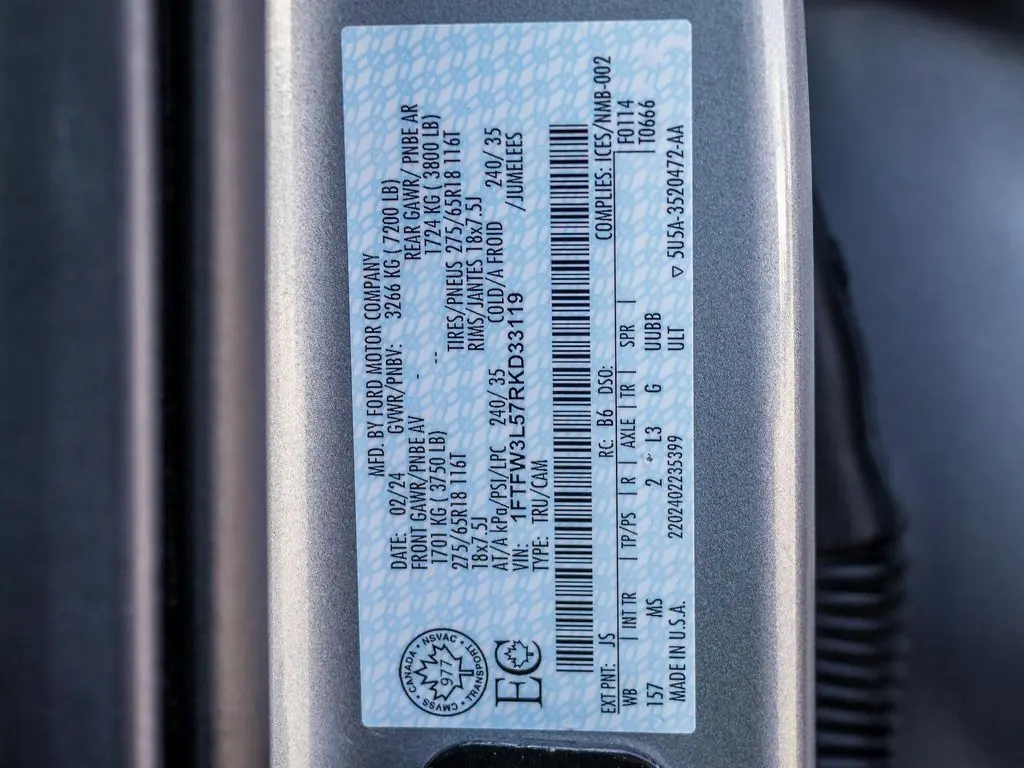 MFD. BY FORD MOTOR COMPANY
DATE: 02/24 GVWR/PNBV: 3266 KG ( 7200 LB)
FRONT GAWR/PNBE AV - REAR GAWR/ PNBE AR
1701 KG ( 3750 LB) -- 1724 KG ( 3800 LB)
275/65R18 116T TIRES/PNEUS 275/65R18 116T
18x7.5J RIMS/JANTES 18x7.5J
AT/A kPa/PSI/LPC 240/ 35 COLD/A FROID 240/ 35
VIN: 1FTFW3L57RKD33119 /JUMELEES
TYPE: TRU/CAM
CMVSS • CANADA • NSVAC • TRANSPORT
977
T
EC
COMPLIES: ICES/NMB-002
EXT PNT: JS RC: B6 DSO: F0114
WB | INT TR | TP/PS | R | AXLE | TR | SPR | T0666
157 MS 2 L3 G UUBB
MADE IN U.S.A. 2202402235399 ULT ▽ 5U5A-3520472-AA